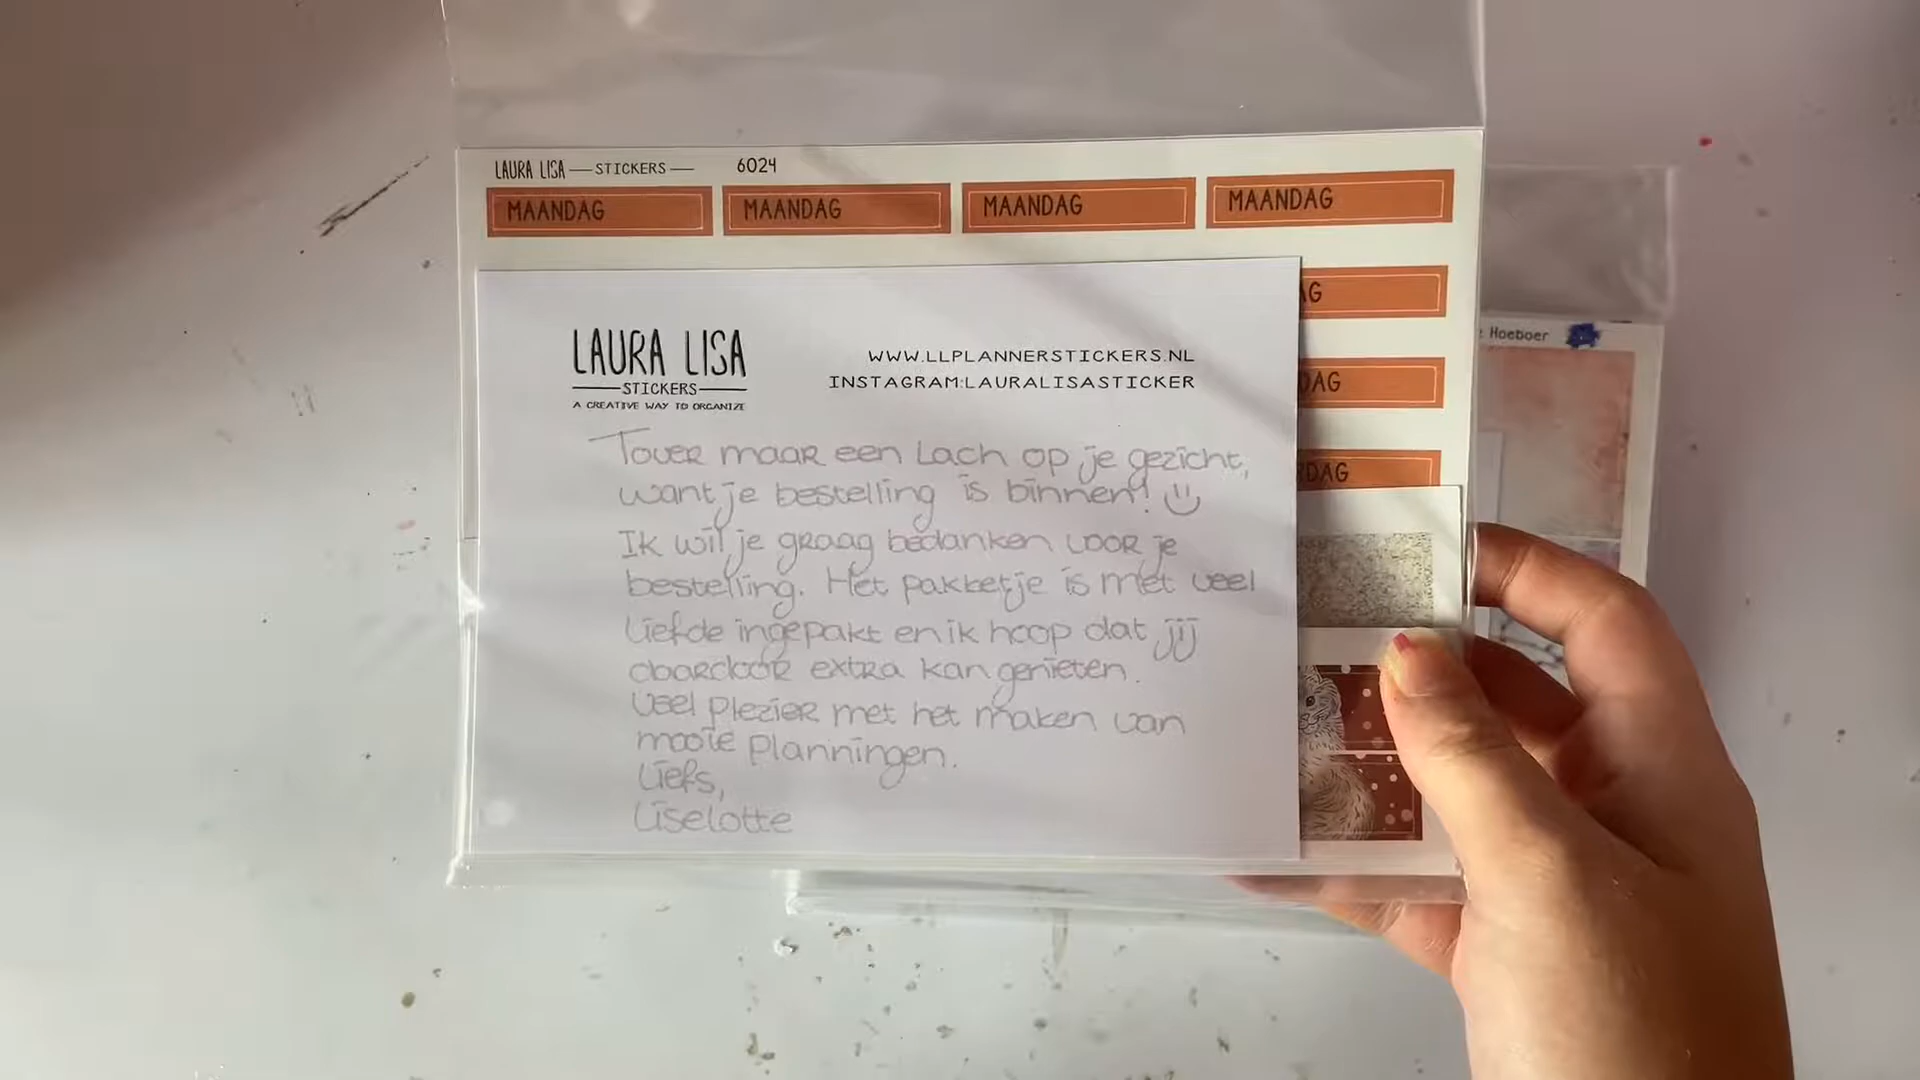 LAURA LISA — STICKERS — 6024
MAANDAG MAANDAG MAANDAG MAANDAG
AG
DAG
RDAG
Hoeboer
LAURA LISA
STICKERS
A CREATIVE WAY TO ORGANIZE
WWW.LLPLANNERSTICKERS.NL
INSTAGRAM:LAURALISASTICKER
Tover maar een Lach op je gezicht,
want je bestelling is binnen! :)
Ik wil je graag bedanken voor je
bestelling. Het pakketje is met veel
liefde ingepakt en ik hoop dat jij
daardoor extra kan genieten.
Veel plezier met het maken van
mooie planningen.
Liefs,
Liselotte